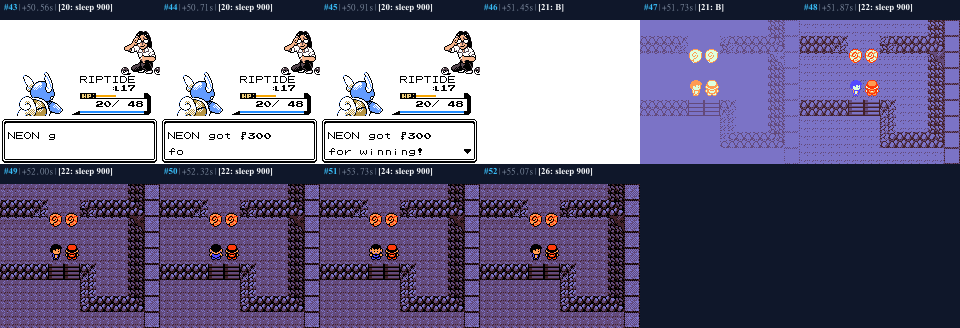 #43|+50.56s| [20: sleep 900]
#44|+50.71s| [20: sleep 900]
#45|+50.91s| [20: sleep 900]
#46|+51.45s| [21: B]
#47|+51.73s| [21: B]
#48|+51.87s| [22: sleep 900]
RIPTIDE
:L17
HP:
20/ 48
NEON g
RIPTIDE
:L17
HP:
20/ 48
NEON got ₽300
fo
RIPTIDE
:L17
HP:
20/ 48
NEON got ₽300
for winning!
#49|+52.00s| [22: sleep 900]
#50|+52.32s| [22: sleep 900]
#51|+53.73s| [24: sleep 900]
#52|+55.07s| [26: sleep 900]